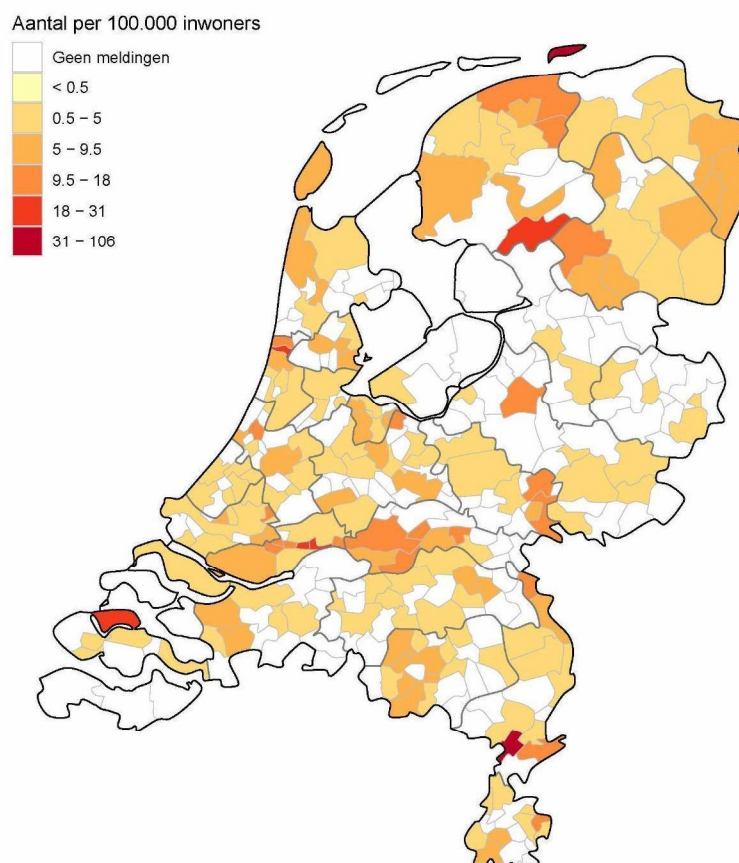 Aantal per 100.000 inwoners
Geen meldingen
< 0.5
0.5 − 5
5 − 9.5
9.5 − 18
18 − 31
31 − 106